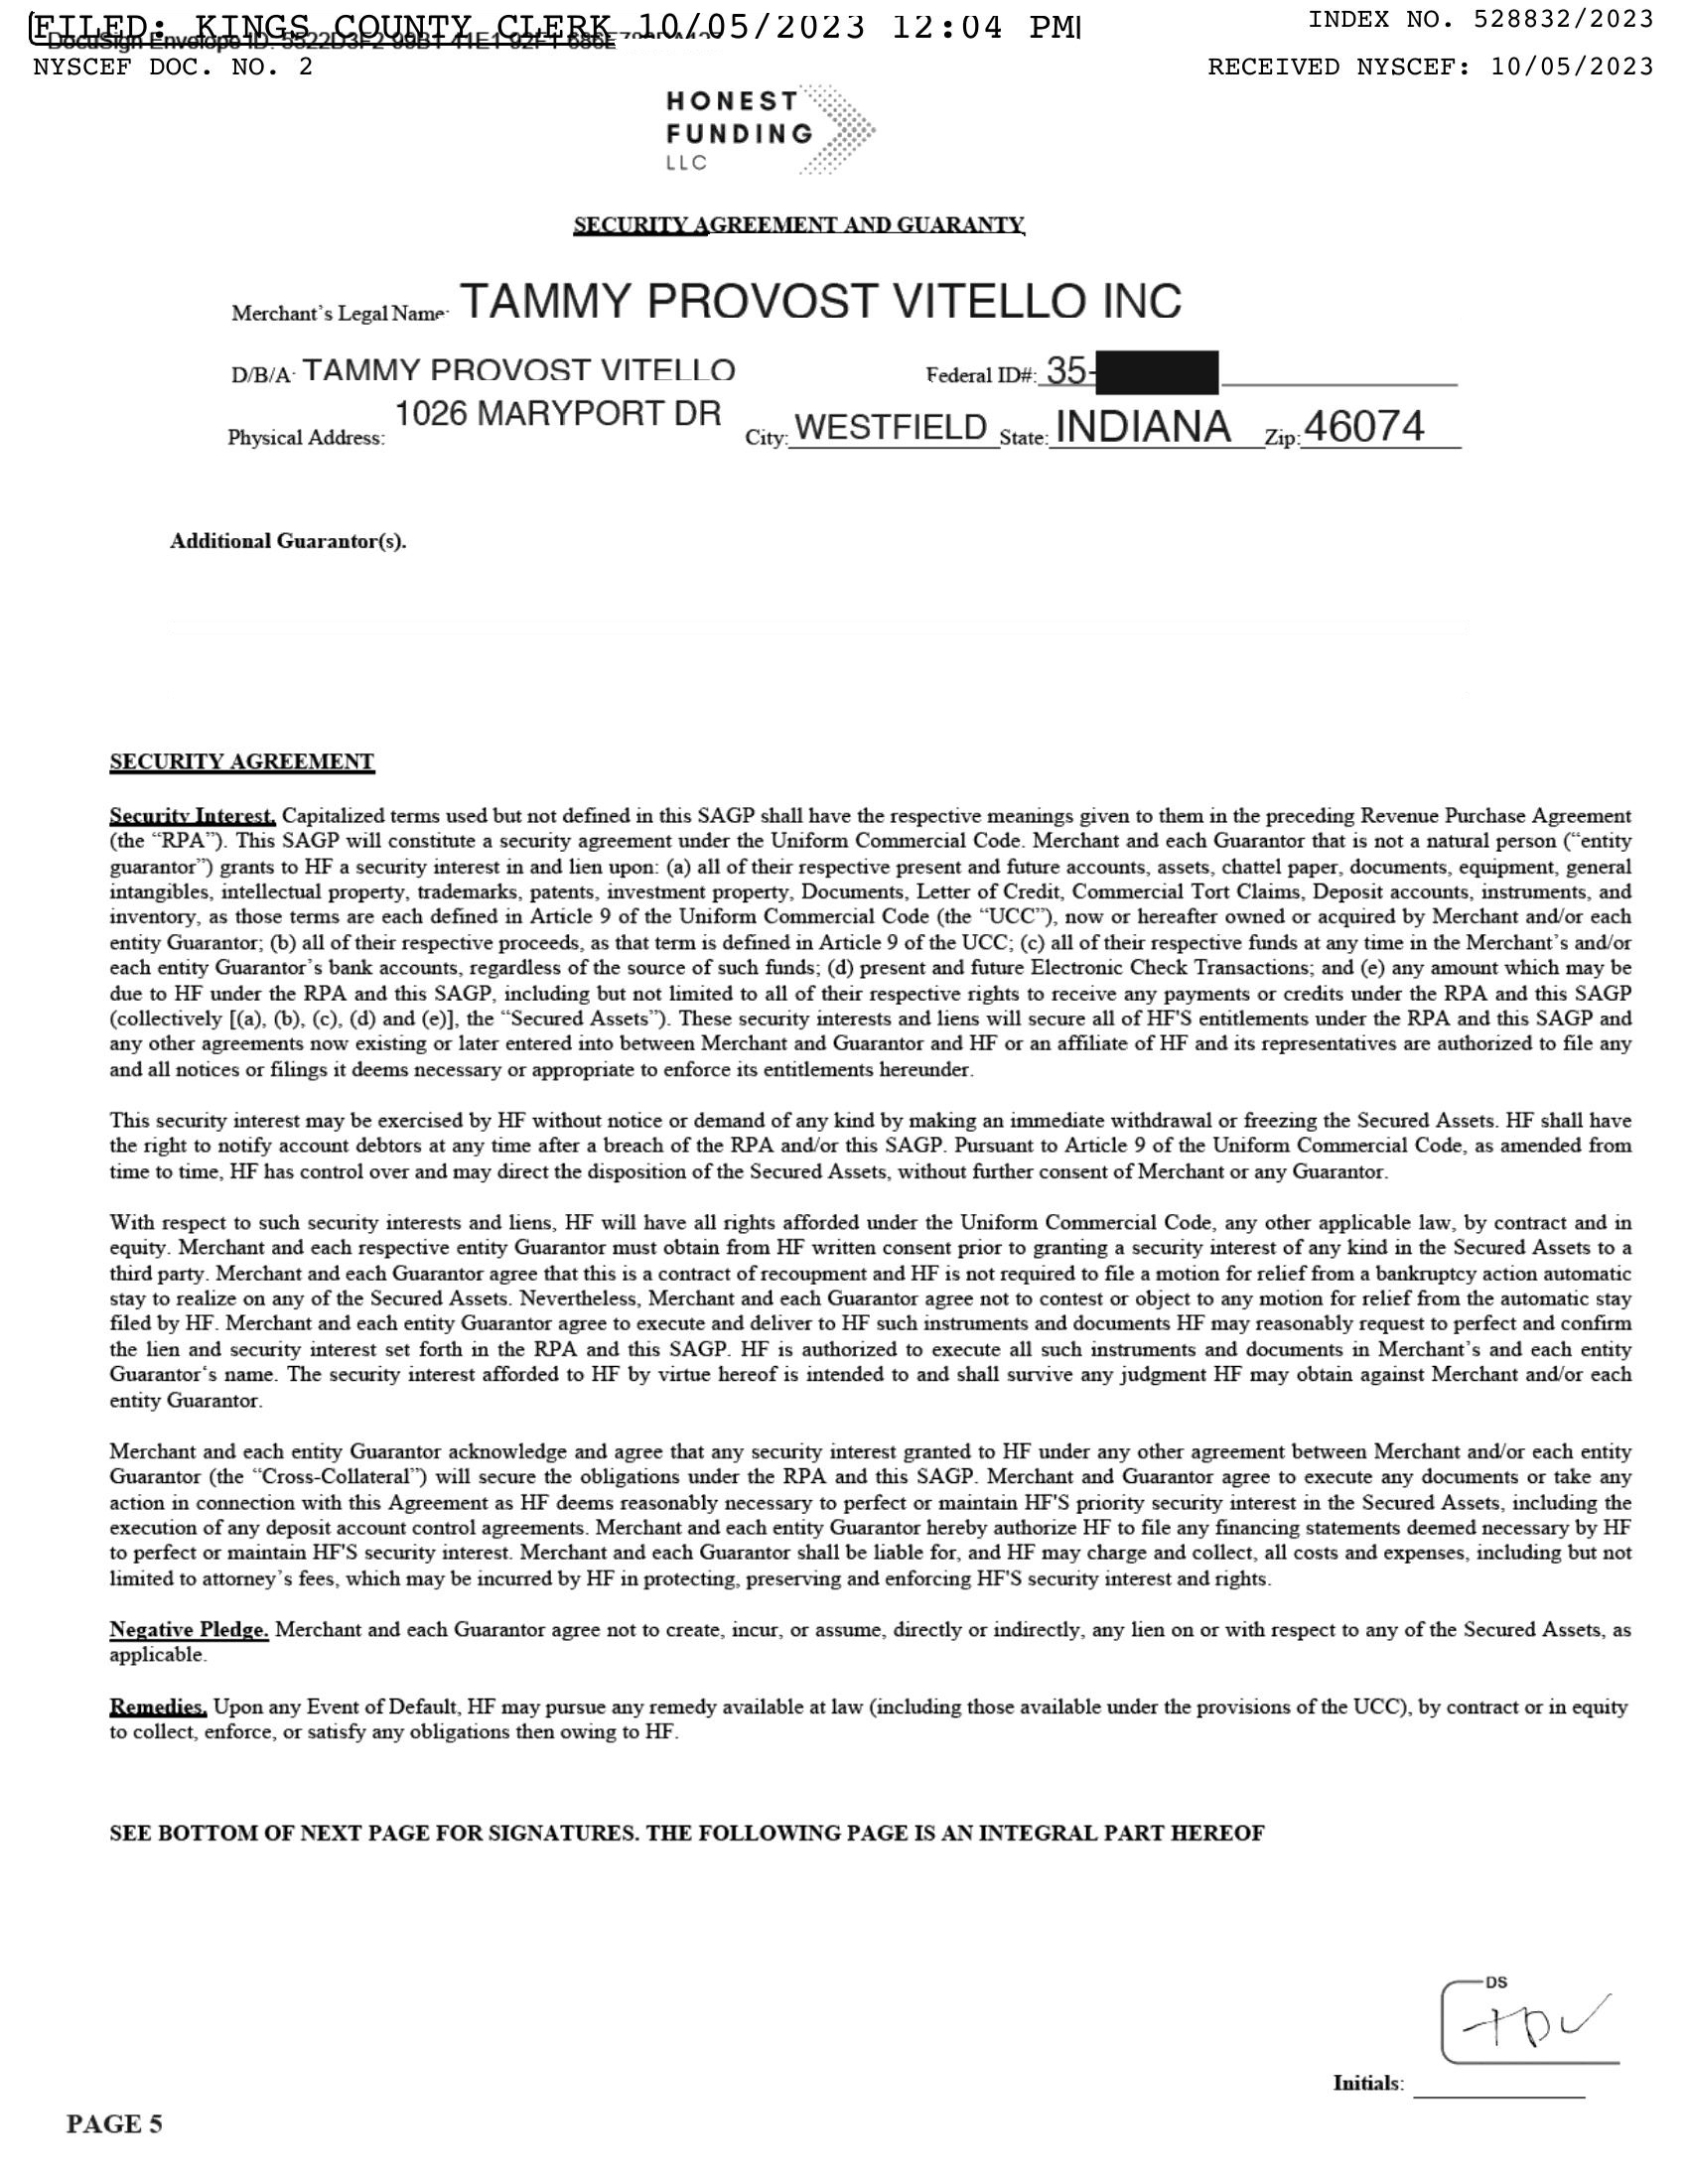 FILED: KINGS COUNTY CLERK 10/05/2023 12:04 PM
INDEX NO. 528832/2023
DocuSign Envelope ID:
NYSCEF DOC. NO. 2
RECEIVED NYSCEF: 10/05/2023
HONEST
FUNDING
LLC
SECURITY AGREEMENT AND GUARANTY
Merchant's Legal Name: TAMMY PROVOST VITELLO INC
D/B/A: TAMMY PROVOST VITELLO Federal ID#: 35-
Physical Address: 1026 MARYPORT DR City: WESTFIELD State: INDIANA Zip: 46074
Additional Guarantor(s).
SECURITY AGREEMENT
Security Interest. Capitalized terms used but not defined in this SAGP shall have the respective meanings given to them in the preceding Revenue Purchase Agreement
(the “RPA”). This SAGP will constitute a security agreement under the Uniform Commercial Code. Merchant and each Guarantor that is not a natural person (“entity
guarantor”) grants to HF a security interest in and lien upon: (a) all of their respective present and future accounts, assets, chattel paper, documents, equipment, general
intangibles, intellectual property, trademarks, patents, investment property, Documents, Letter of Credit, Commercial Tort Claims, Deposit accounts, instruments, and
inventory, as those terms are each defined in Article 9 of the Uniform Commercial Code (the “UCC”), now or hereafter owned or acquired by Merchant and/or each
entity Guarantor; (b) all of their respective proceeds, as that term is defined in Article 9 of the UCC; (c) all of their respective funds at any time in the Merchant’s and/or
each entity Guarantor’s bank accounts, regardless of the source of such funds; (d) present and future Electronic Check Transactions; and (e) any amount which may be
due to HF under the RPA and this SAGP, including but not limited to all of their respective rights to receive any payments or credits under the RPA and this SAGP
(collectively [(a), (b), (c), (d) and (e)], the “Secured Assets”). These security interests and liens will secure all of HF'S entitlements under the RPA and this SAGP and
any other agreements now existing or later entered into between Merchant and Guarantor and HF or an affiliate of HF and its representatives are authorized to file any
and all notices or filings it deems necessary or appropriate to enforce its entitlements hereunder.
This security interest may be exercised by HF without notice or demand of any kind by making an immediate withdrawal or freezing the Secured Assets. HF shall have
the right to notify account debtors at any time after a breach of the RPA and/or this SAGP. Pursuant to Article 9 of the Uniform Commercial Code, as amended from
time to time, HF has control over and may direct the disposition of the Secured Assets, without further consent of Merchant or any Guarantor.
With respect to such security interests and liens, HF will have all rights afforded under the Uniform Commercial Code, any other applicable law, by contract and in
equity. Merchant and each respective entity Guarantor must obtain from HF written consent prior to granting a security interest of any kind in the Secured Assets to a
third party. Merchant and each Guarantor agree that this is a contract of recoupment and HF is not required to file a motion for relief from a bankruptcy action automatic
stay to realize on any of the Secured Assets. Nevertheless, Merchant and each Guarantor agree not to contest or object to any motion for relief from the automatic stay
filed by HF. Merchant and each entity Guarantor agree to execute and deliver to HF such instruments and documents HF may reasonably request to perfect and confirm
the lien and security interest set forth in the RPA and this SAGP. HF is authorized to execute all such instruments and documents in Merchant’s and each entity
Guarantor‘s name. The security interest afforded to HF by virtue hereof is intended to and shall survive any judgment HF may obtain against Merchant and/or each
entity Guarantor.
Merchant and each entity Guarantor acknowledge and agree that any security interest granted to HF under any other agreement between Merchant and/or each entity
Guarantor (the “Cross-Collateral”) will secure the obligations under the RPA and this SAGP. Merchant and Guarantor agree to execute any documents or take any
action in connection with this Agreement as HF deems reasonably necessary to perfect or maintain HF'S priority security interest in the Secured Assets, including the
execution of any deposit account control agreements. Merchant and each entity Guarantor hereby authorize HF to file any financing statements deemed necessary by HF
to perfect or maintain HF'S security interest. Merchant and each Guarantor shall be liable for, and HF may charge and collect, all costs and expenses, including but not
limited to attorney’s fees, which may be incurred by HF in protecting, preserving and enforcing HF'S security interest and rights.
Negative Pledge. Merchant and each Guarantor agree not to create, incur, or assume, directly or indirectly, any lien on or with respect to any of the Secured Assets, as
applicable.
Remedies. Upon any Event of Default, HF may pursue any remedy available at law (including those available under the provisions of the UCC), by contract or in equity
to collect, enforce, or satisfy any obligations then owing to HF.
SEE BOTTOM OF NEXT PAGE FOR SIGNATURES. THE FOLLOWING PAGE IS AN INTEGRAL PART HEREOF
DS
TPV
Initials:
PAGE 5